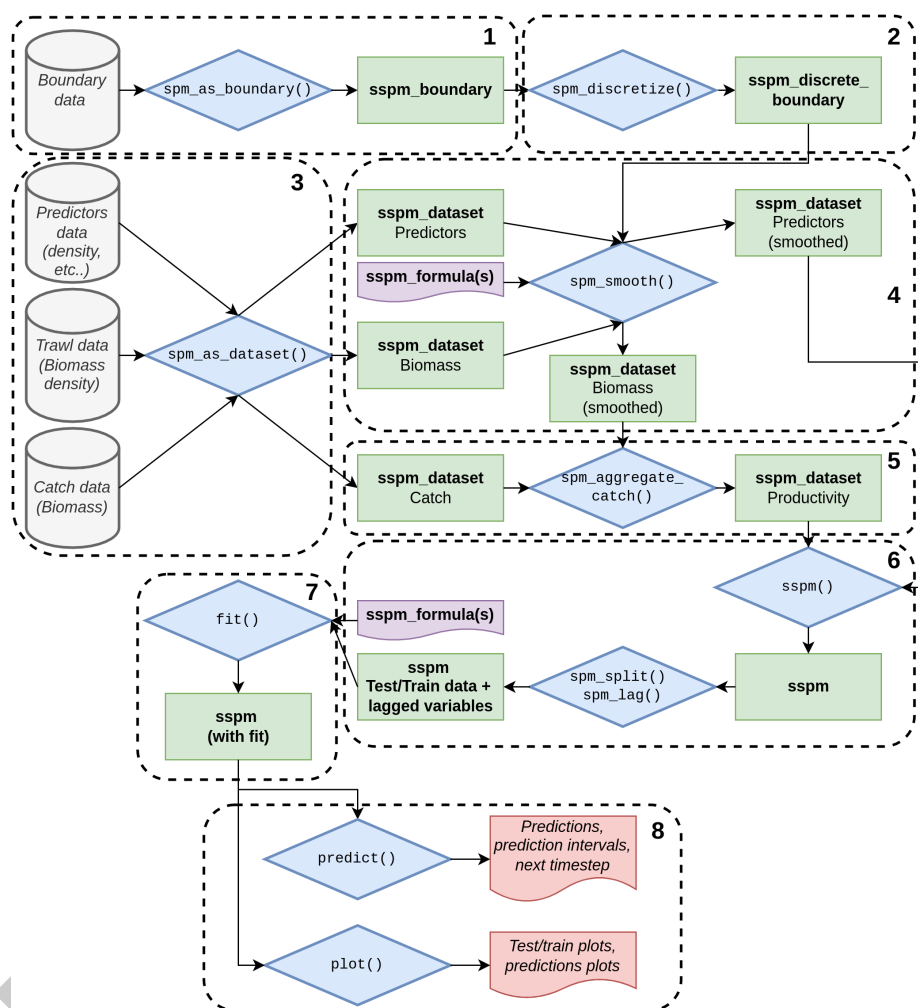 1
Boundary
data
spm_as_boundary()
sspm_boundary
2
spm_discretize()
sspm_discrete_
boundary
3
Predictors
data
(density,
etc..)
Trawl data
(Biomass
density)
Catch data
(Biomass)
spm_as_dataset()
4
sspm_dataset
Predictors
sspm_formula(s)
sspm_dataset
Biomass
spm_smooth()
sspm_dataset
Predictors
(smoothed)
sspm_dataset
Biomass
(smoothed)
5
sspm_dataset
Catch
spm_aggregate_
catch()
sspm_dataset
Productivity
6
sspm()
sspm
spm_split()
spm_lag()
sspm_formula(s)
sspm
Test/Train data +
lagged variables
7
fit()
sspm
(with fit)
8
predict()
Predictions,
prediction intervals,
next timestep
plot()
Test/train plots,
predictions plots